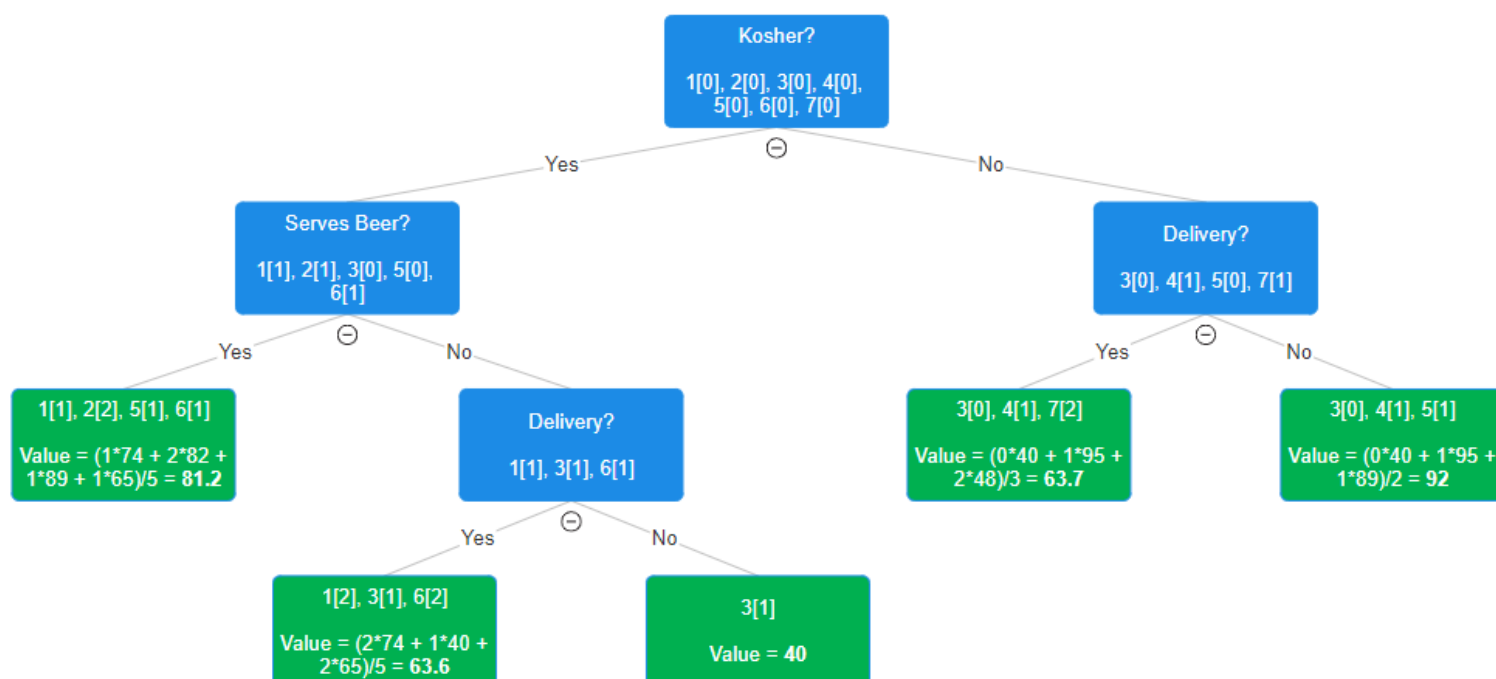 Kosher?
1[0], 2[0], 3[0], 4[0],
5[0], 6[0], 7[0]
Yes
No
Serves Beer?
1[1], 2[1], 3[0], 5[0],
6[1]
Delivery?
3[0], 4[1], 5[0], 7[1]
Yes
No
Yes
No
1[1], 2[2], 5[1], 6[1]
Value = (1*74 + 2*82 +
1*89 + 1*65)/5 = 81.2
Delivery?
1[1], 3[1], 6[1]
3[0], 4[1], 7[2]
Value = (0*40 + 1*95 +
2*48)/3 = 63.7
3[0], 4[1], 5[1]
Value = (0*40 + 1*95 +
1*89)/2 = 92
Yes
No
1[2], 3[1], 6[2]
Value = (2*74 + 1*40 +
2*65)/5 = 63.6
3[1]
Value = 40